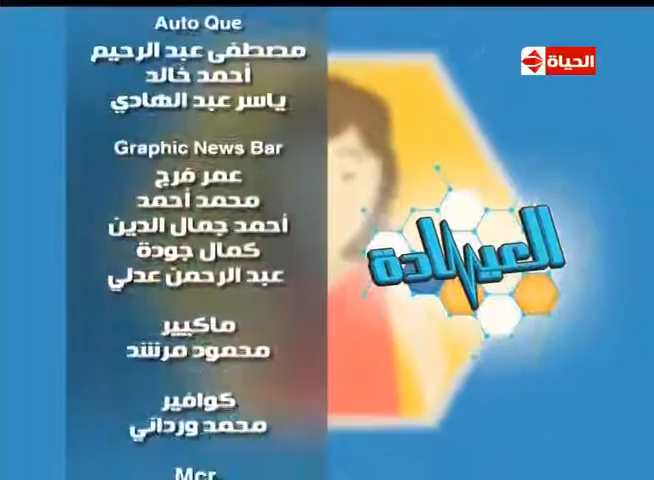 Auto Que
مصطفى عبد الرحيم
أحمد خالد
ياسر عبد الهادي
Graphic News Bar
عمر فرج
محمد أحمد
أحمد جمال الدين
كمال جودة
عبد الرحمن عدلي
ماكيير
محمود مرشد
كوافير
محمد ورداني
Mcr
الحياة
العيادة